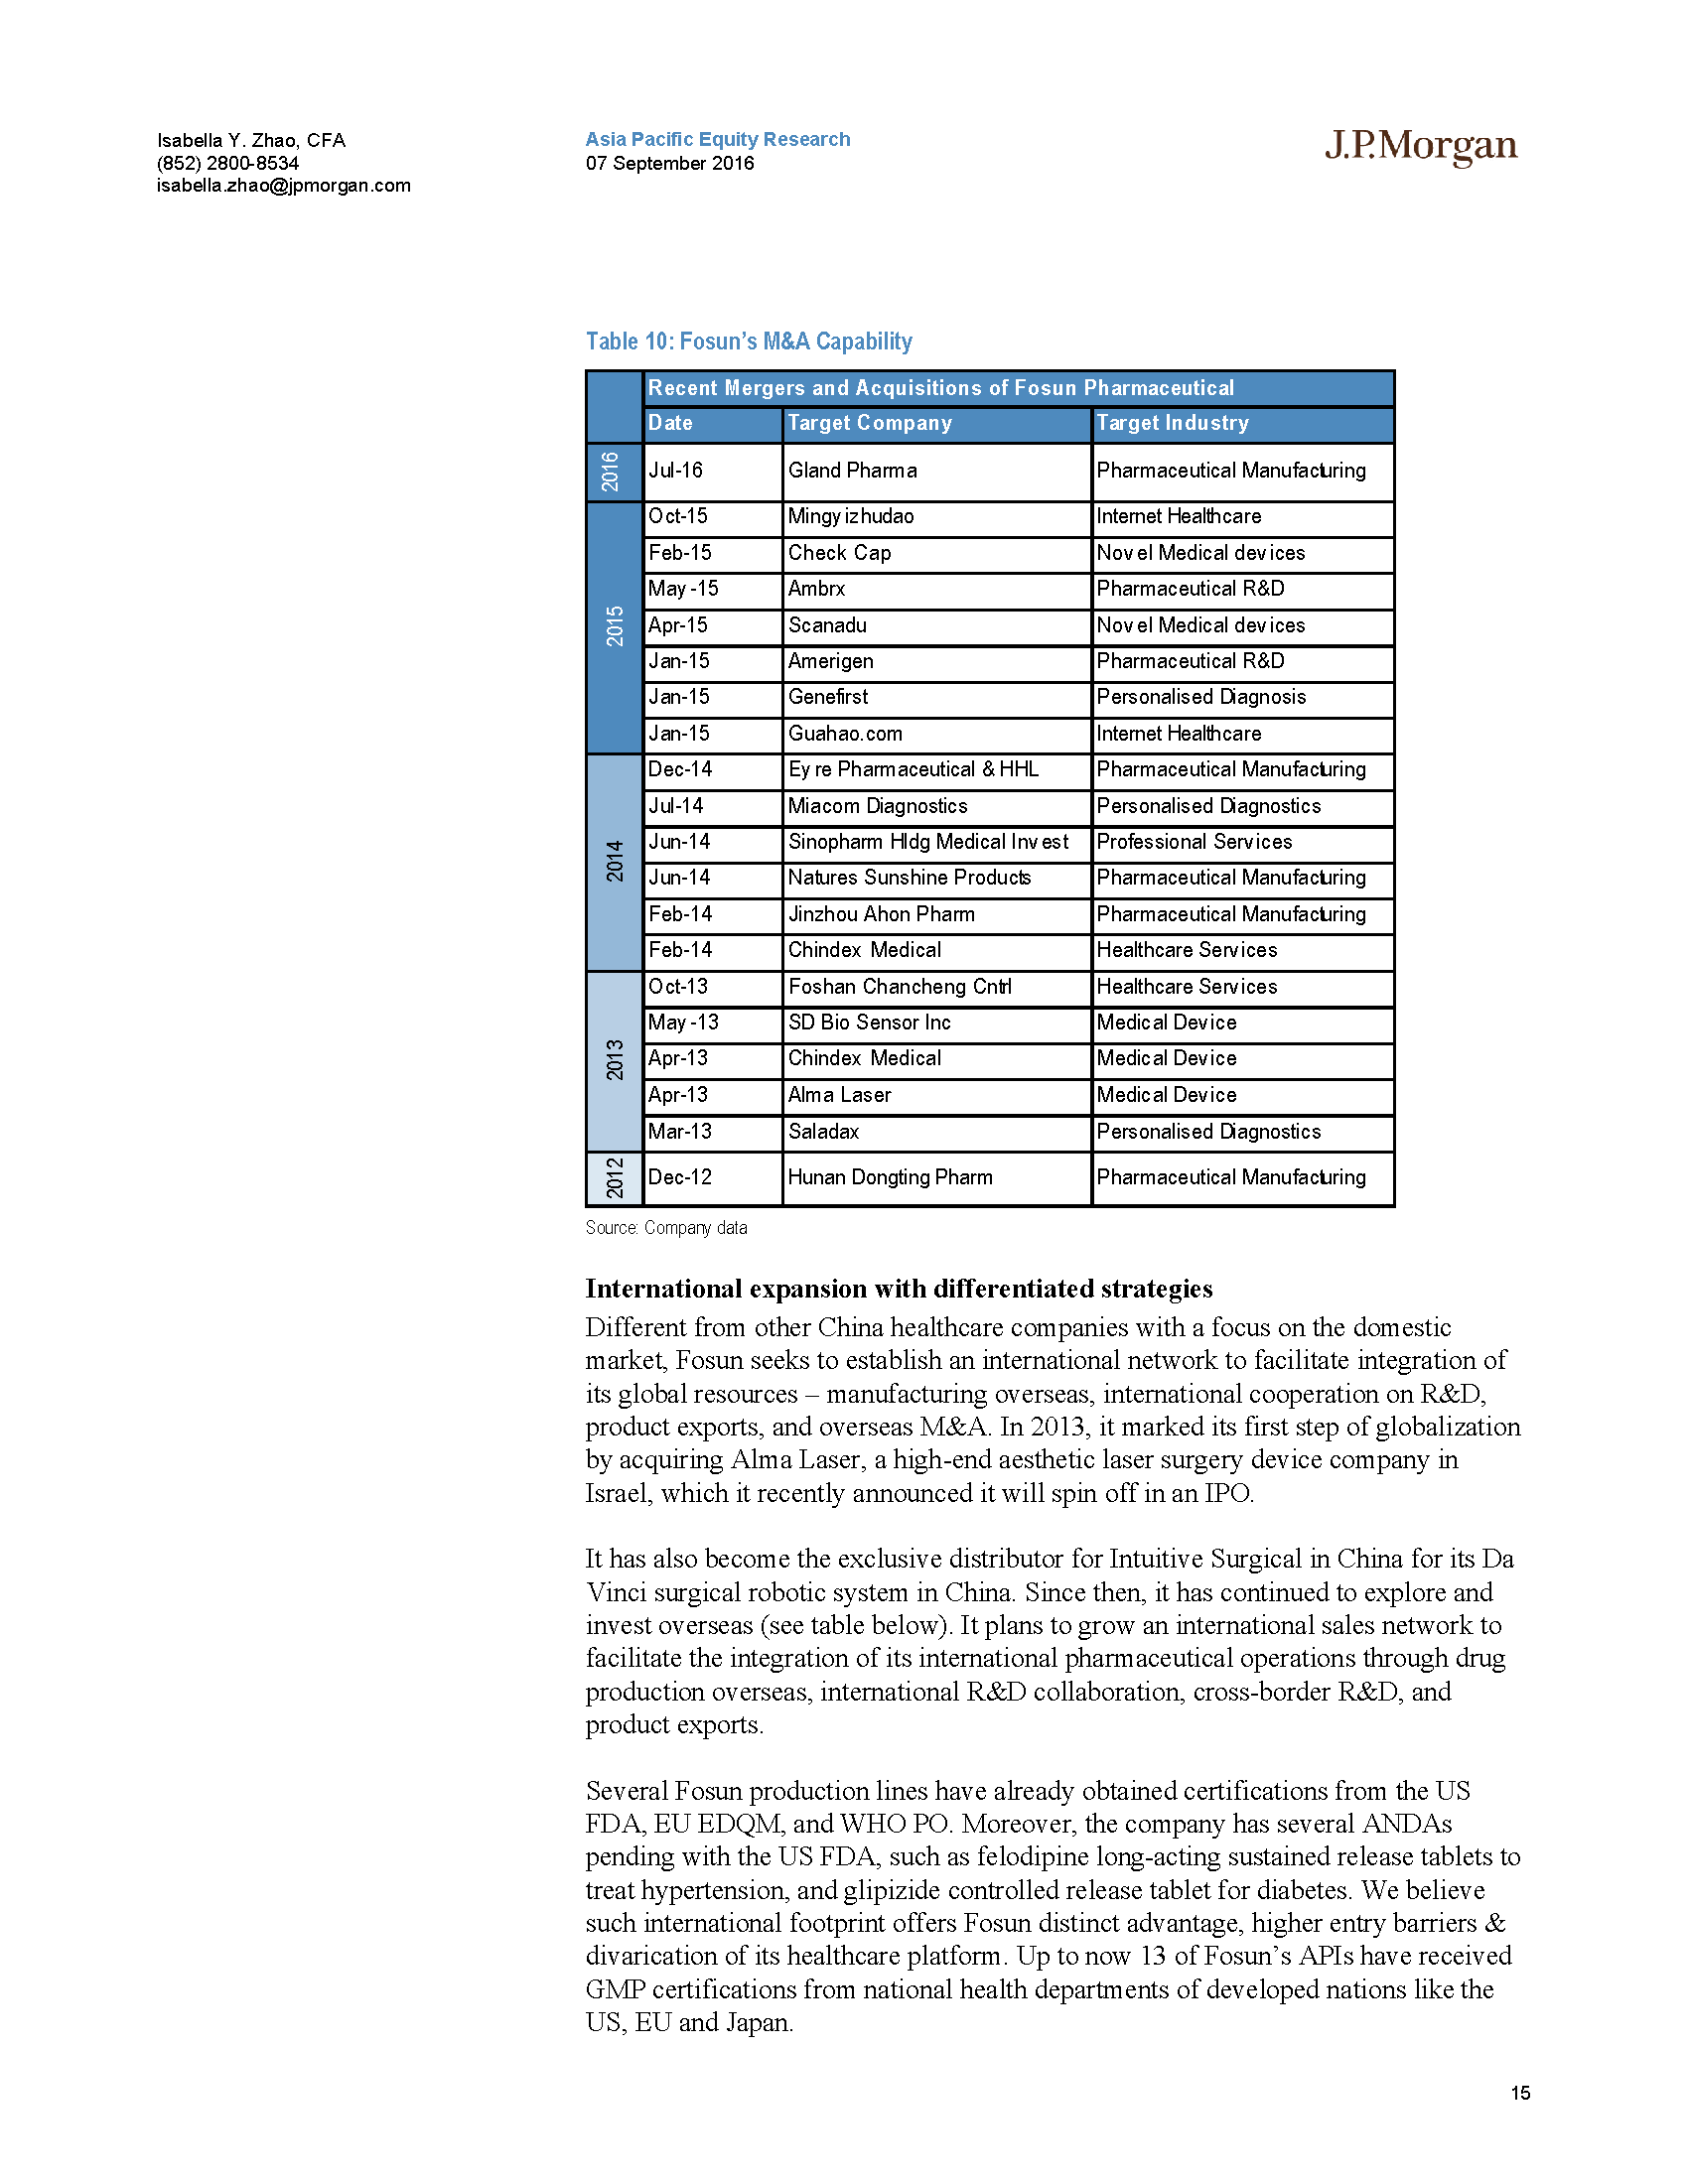 Isabella Y. Zhao, CFA
(852) 2800-8534
isabella.zhao@jpmorgan.com
Asia Pacific Equity Research
07 September 2016
J.P.Morgan
Table 10: Fosun’s M&A Capability
Recent Mergers and Acquisitions of Fosun Pharmaceutical
Date Target Company Target Industry
2016
Jul-16 Gland Pharma Pharmaceutical Manufacturing
2015
Oct-15 Mingyizhudao Internet Healthcare
Feb-15 Check Cap Novel Medical devices
May-15 Ambrx Pharmaceutical R&D
Apr-15 Scanadu Novel Medical devices
Jan-15 Amerigen Pharmaceutical R&D
Jan-15 Genefirst Personalised Diagnosis
Jan-15 Guahao.com Internet Healthcare
2014
Dec-14 Eyre Pharmaceutical & HHL Pharmaceutical Manufacturing
Jul-14 Miacom Diagnostics Personalised Diagnostics
Jun-14 Sinopharm Hldg Medical Invest Professional Services
Jun-14 Natures Sunshine Products Pharmaceutical Manufacturing
Feb-14 Jinzhou Ahon Pharm Pharmaceutical Manufacturing
Feb-14 Chindex Medical Healthcare Services
2013
Oct-13 Foshan Chancheng Cntrl Healthcare Services
May-13 SD Bio Sensor Inc Medical Device
Apr-13 Chindex Medical Medical Device
Apr-13 Alma Laser Medical Device
Mar-13 Saladax Personalised Diagnostics
2012
Dec-12 Hunan Dongting Pharm Pharmaceutical Manufacturing
Source: Company data
International expansion with differentiated strategies
Different from other China healthcare companies with a focus on the domestic
market, Fosun seeks to establish an international network to facilitate integration of
its global resources – manufacturing overseas, international cooperation on R&D,
product exports, and overseas M&A. In 2013, it marked its first step of globalization
by acquiring Alma Laser, a high-end aesthetic laser surgery device company in
Israel, which it recently announced it will spin off in an IPO.
It has also become the exclusive distributor for Intuitive Surgical in China for its Da
Vinci surgical robotic system in China. Since then, it has continued to explore and
invest overseas (see table below). It plans to grow an international sales network to
facilitate the integration of its international pharmaceutical operations through drug
production overseas, international R&D collaboration, cross-border R&D, and
product exports.
Several Fosun production lines have already obtained certifications from the US
FDA, EU EDQM, and WHO PO. Moreover, the company has several ANDAs
pending with the US FDA, such as felodipine long-acting sustained release tablets to
treat hypertension, and glipizide controlled release tablet for diabetes. We believe
such international footprint offers Fosun distinct advantage, higher entry barriers &
divarication of its healthcare platform. Up to now 13 of Fosun’s APIs have received
GMP certifications from national health departments of developed nations like the
US, EU and Japan.
15